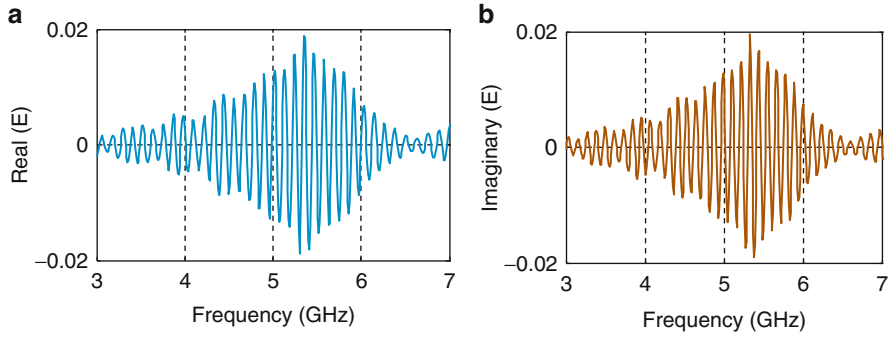 a
0.02
Real (E)
0
−0.02
3 4 5 6 7
Frequency (GHz)
b
0.02
Imaginary (E)
0
−0.02
3 4 5 6 7
Frequency (GHz)